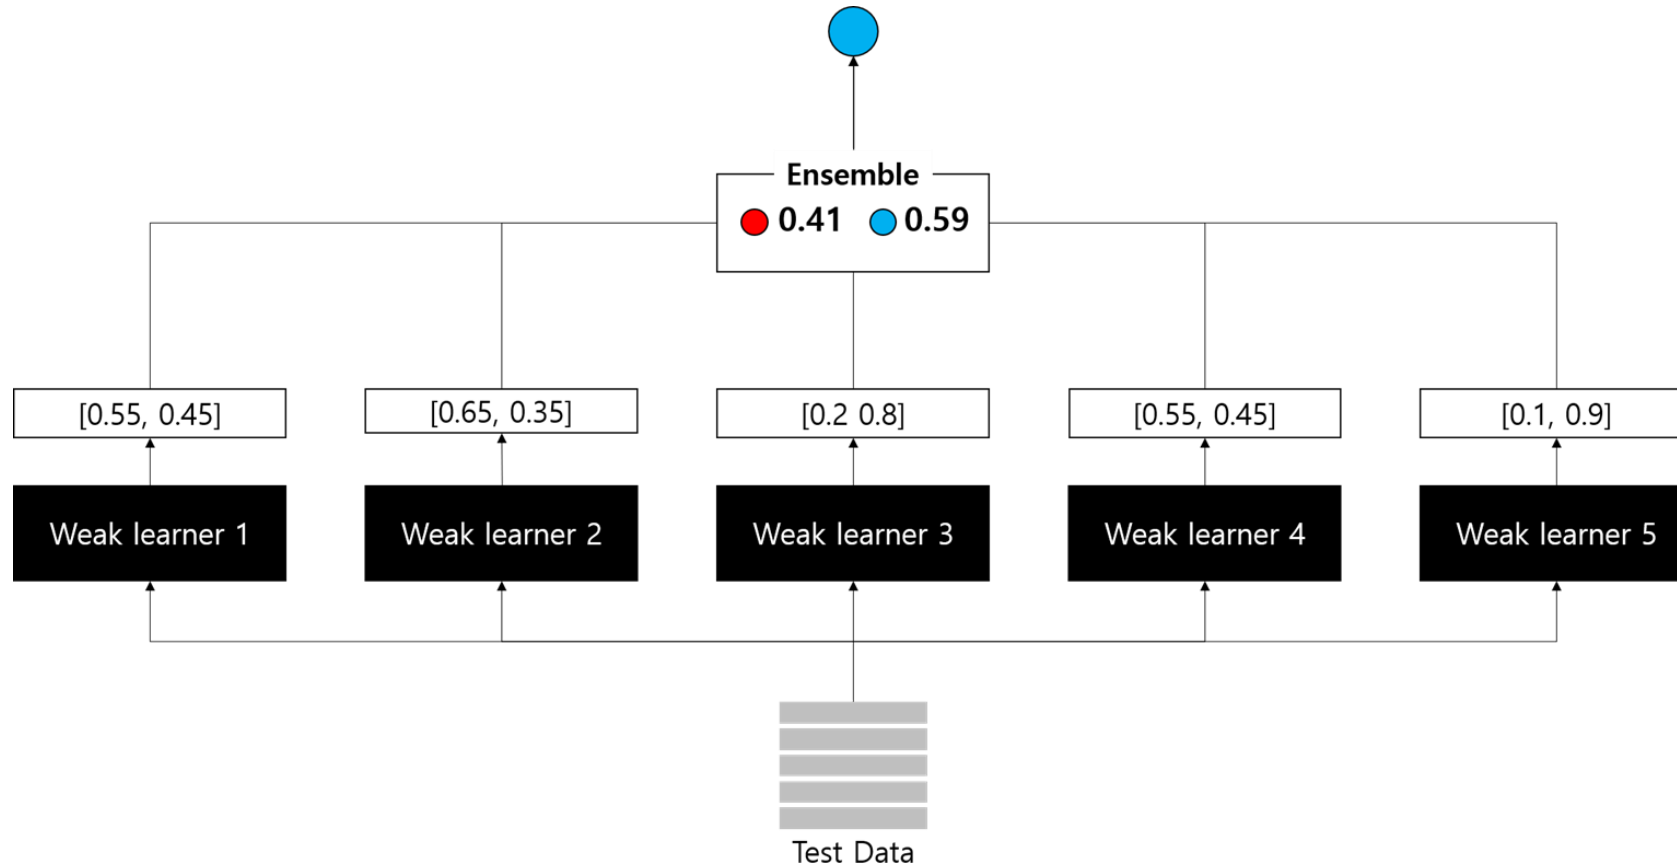 Ensemble
0.41 0.59
[0.55, 0.45] [0.65, 0.35] [0.2 0.8] [0.55, 0.45] [0.1, 0.9]
Weak learner 1 Weak learner 2 Weak learner 3 Weak learner 4 Weak learner 5
Test Data